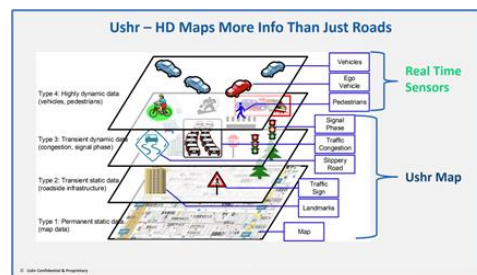 Ushr – HD Maps More Info Than Just Roads
Type 4: Highly dynamic data
(vehicles, pedestrians)
Type 3: Transient dynamic data
(congestion, signal phase)
Type 2: Transient static data
(roadside infrastructure)
Type 1: Permanent static data
(map data)
Vehicles
Ego
Vehicle
Pedestrians
Signal
Phase
Traffic
Congestion
Slippery
Road
Traffic
Sign
Landmarks
Map
Real Time
Sensors
Ushr Map
© Ushr Confidential & Proprietary